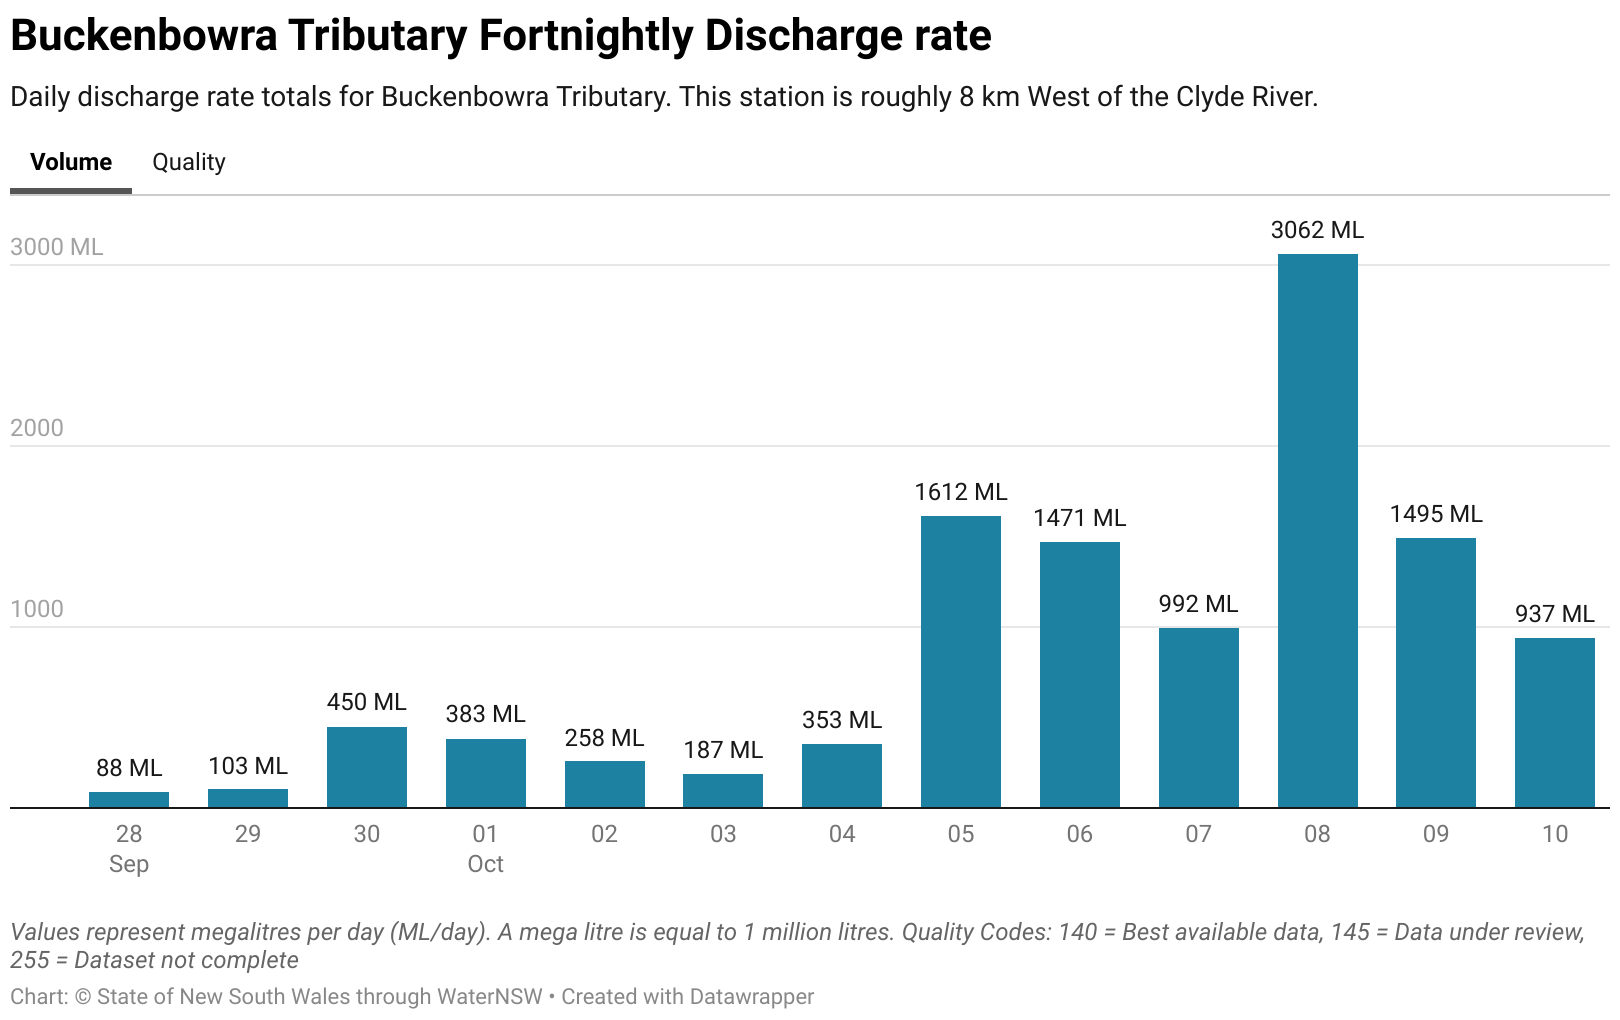 Buckenbowra Tributary Fortnightly Discharge rate
Daily discharge rate totals for Buckenbowra Tributary. This station is roughly 8 km West of the Clyde River.
Volume Quality
3000 ML
2000
1000
88 ML
103 ML
450 ML
383 ML
258 ML
187 ML
353 ML
1612 ML
1471 ML
992 ML
3062 ML
1495 ML
937 ML
28 29 30 01 02 03 04 05 06 07 08 09 10
Sep Oct
Values represent megalitres per day (ML/day). A mega litre is equal to 1 million litres. Quality Codes: 140 = Best available data, 145 = Data under review,
255 = Dataset not complete
Chart: © State of New South Wales through WaterNSW • Created with Datawrapper